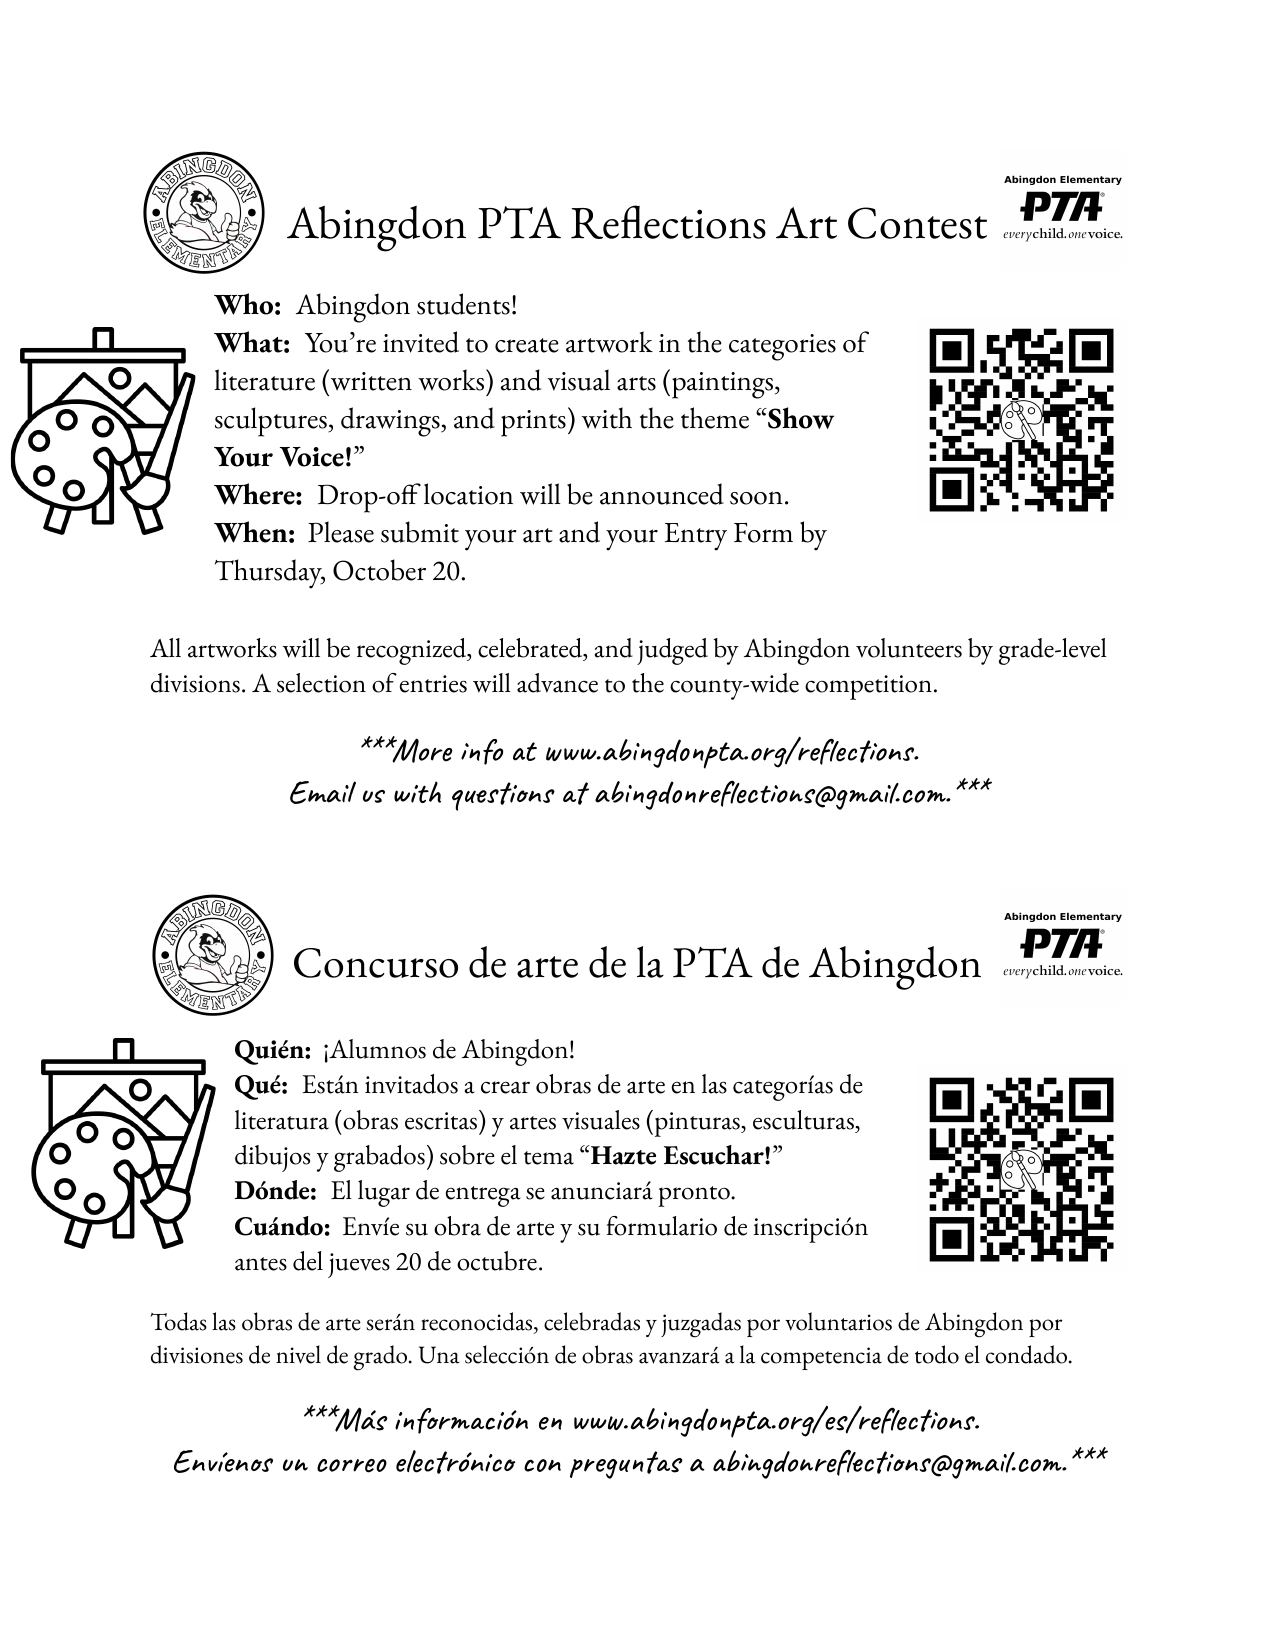 ABINGDON
ELEMENTARY
Abingdon PTA Reflections Art Contest
Abingdon Elementary
PTA®
everychild.onevoice.
Who: Abingdon students!
What: You’re invited to create artwork in the categories of
literature (written works) and visual arts (paintings,
sculptures, drawings, and prints) with the theme “Show
Your Voice!”
Where: Drop-off location will be announced soon.
When: Please submit your art and your Entry Form by
Thursday, October 20.
All artworks will be recognized, celebrated, and judged by Abingdon volunteers by grade-level
divisions. A selection of entries will advance to the county-wide competition.
***More info at www.abingdonpta.org/reflections.
Email us with questions at abingdonreflections@gmail.com.***
ABINGDON
ELEMENTARY
Concurso de arte de la PTA de Abingdon
Abingdon Elementary
PTA®
everychild.onevoice.
Quién: ¡Alumnos de Abingdon!
Qué: Están invitados a crear obras de arte en las categorías de
literatura (obras escritas) y artes visuales (pinturas, esculturas,
dibujos y grabados) sobre el tema “Hazte Escuchar!”
Dónde: El lugar de entrega se anunciará pronto.
Cuándo: Envíe su obra de arte y su formulario de inscripción
antes del jueves 20 de octubre.
Todas las obras de arte serán reconocidas, celebradas y juzgadas por voluntarios de Abingdon por
divisiones de nivel de grado. Una selección de obras avanzará a la competencia de todo el condado.
***Más información en www.abingdonpta.org/es/reflections.
Envíenos un correo electrónico con preguntas a abingdonreflections@gmail.com.***